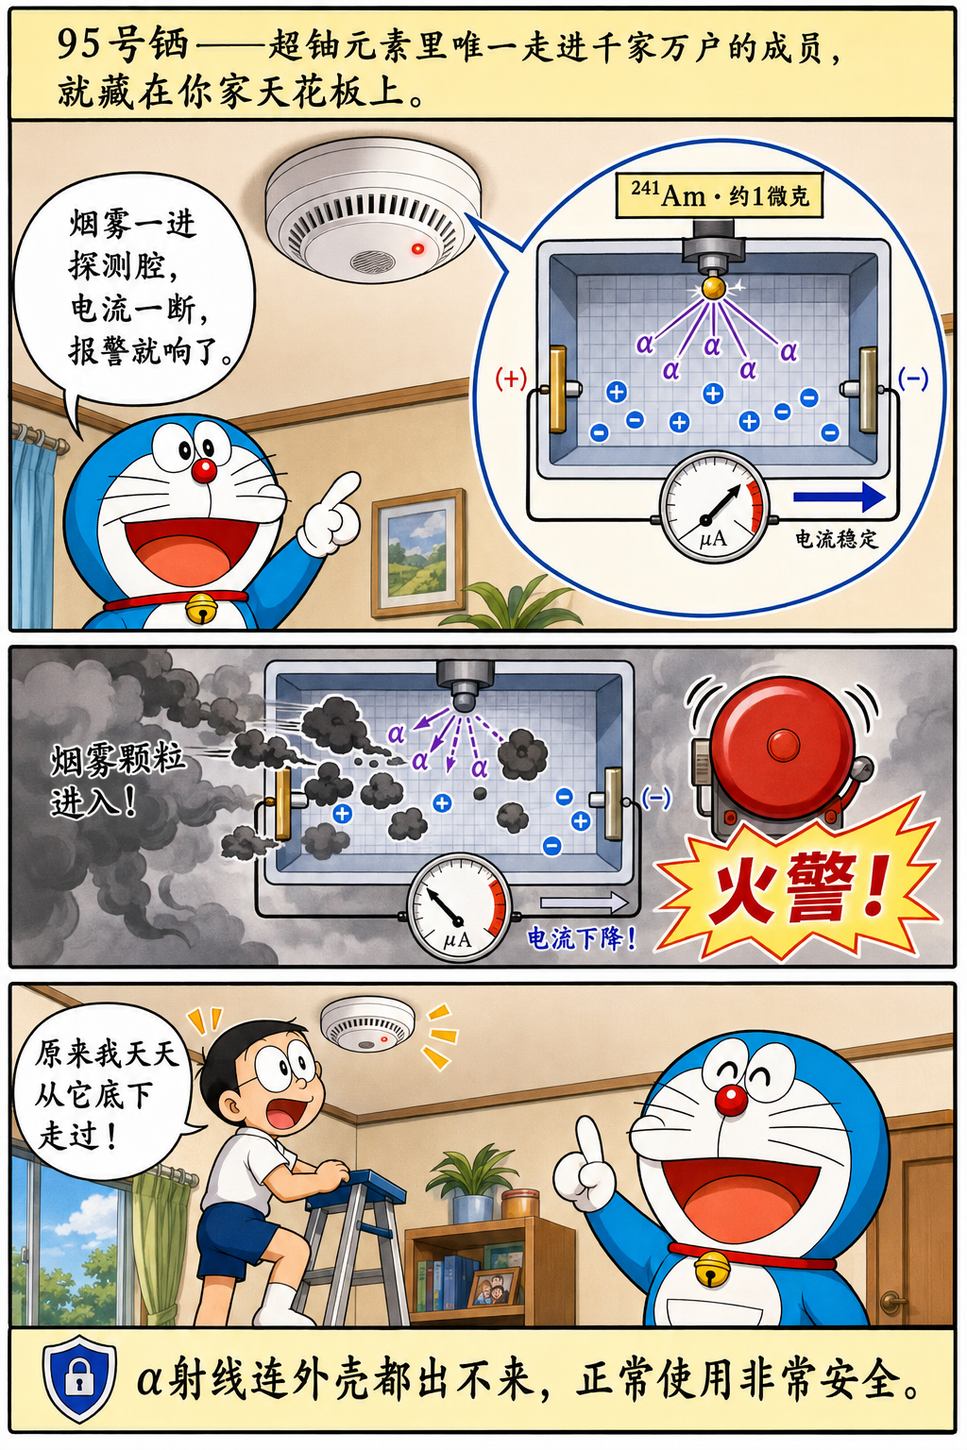 95号镅——超铀元素里唯一走进千家万户的成员，
就藏在你家天花板上。
烟雾一进
探测腔，
电流一断，
报警就响了。
²⁴¹Am·约1微克
α
α
α
α
α
(+)
(−)
+
+
+
+
−
−
−
−
−
μA
电流稳定
烟雾颗粒
进入！
α
α
α
+
+
+
−
−
(−)
μA
电流下降！
火警！
原来我天天
从它底下
走过！
α射线连外壳都出不来，正常使用非常安全。